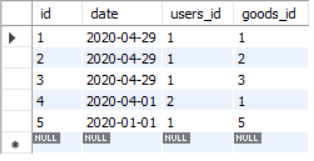 id date users_id goods_id
1 2020-04-29 1 1
2 2020-04-29 1 2
3 2020-04-29 1 3
4 2020-04-01 2 1
5 2020-01-01 1 5
NULL NULL NULL NULL